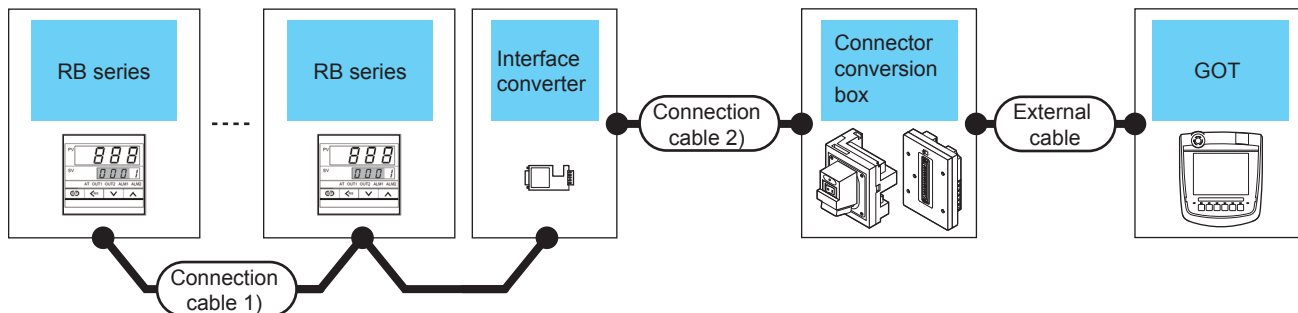 RB series
RB series
Interface
converter
Connector
conversion
box
GOT
Connection
cable 2)
External
cable
PV
888
SV
0001
AT OUT1 OUT2 ALM1 ALM2
PV
888
SV
0001
AT OUT1 OUT2 ALM1 ALM2
Connection
cable 1)